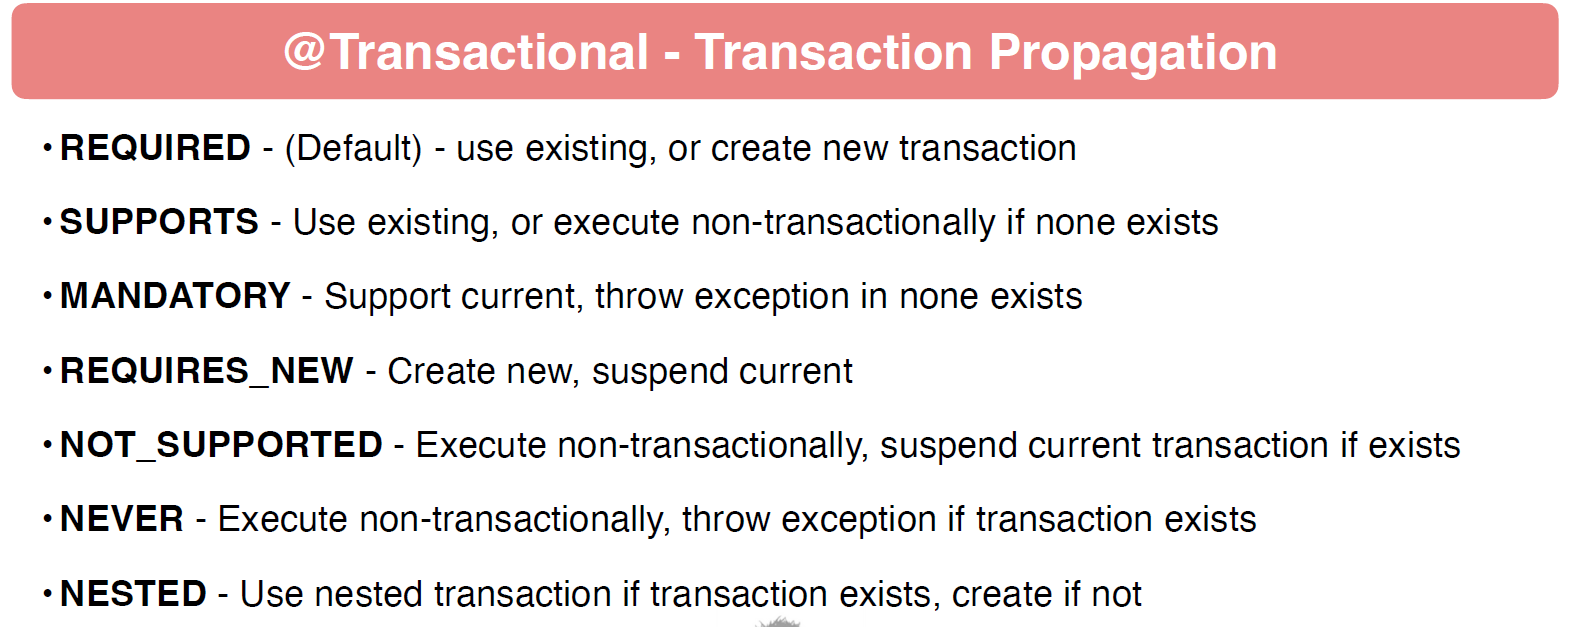 @Transactional - Transaction Propagation
• REQUIRED - (Default) - use existing, or create new transaction
• SUPPORTS - Use existing, or execute non-transactionally if none exists
• MANDATORY - Support current, throw exception in none exists
• REQUIRES_NEW - Create new, suspend current
• NOT_SUPPORTED - Execute non-transactionally, suspend current transaction if exists
• NEVER - Execute non-transactionally, throw exception if transaction exists
• NESTED - Use nested transaction if transaction exists, create if not